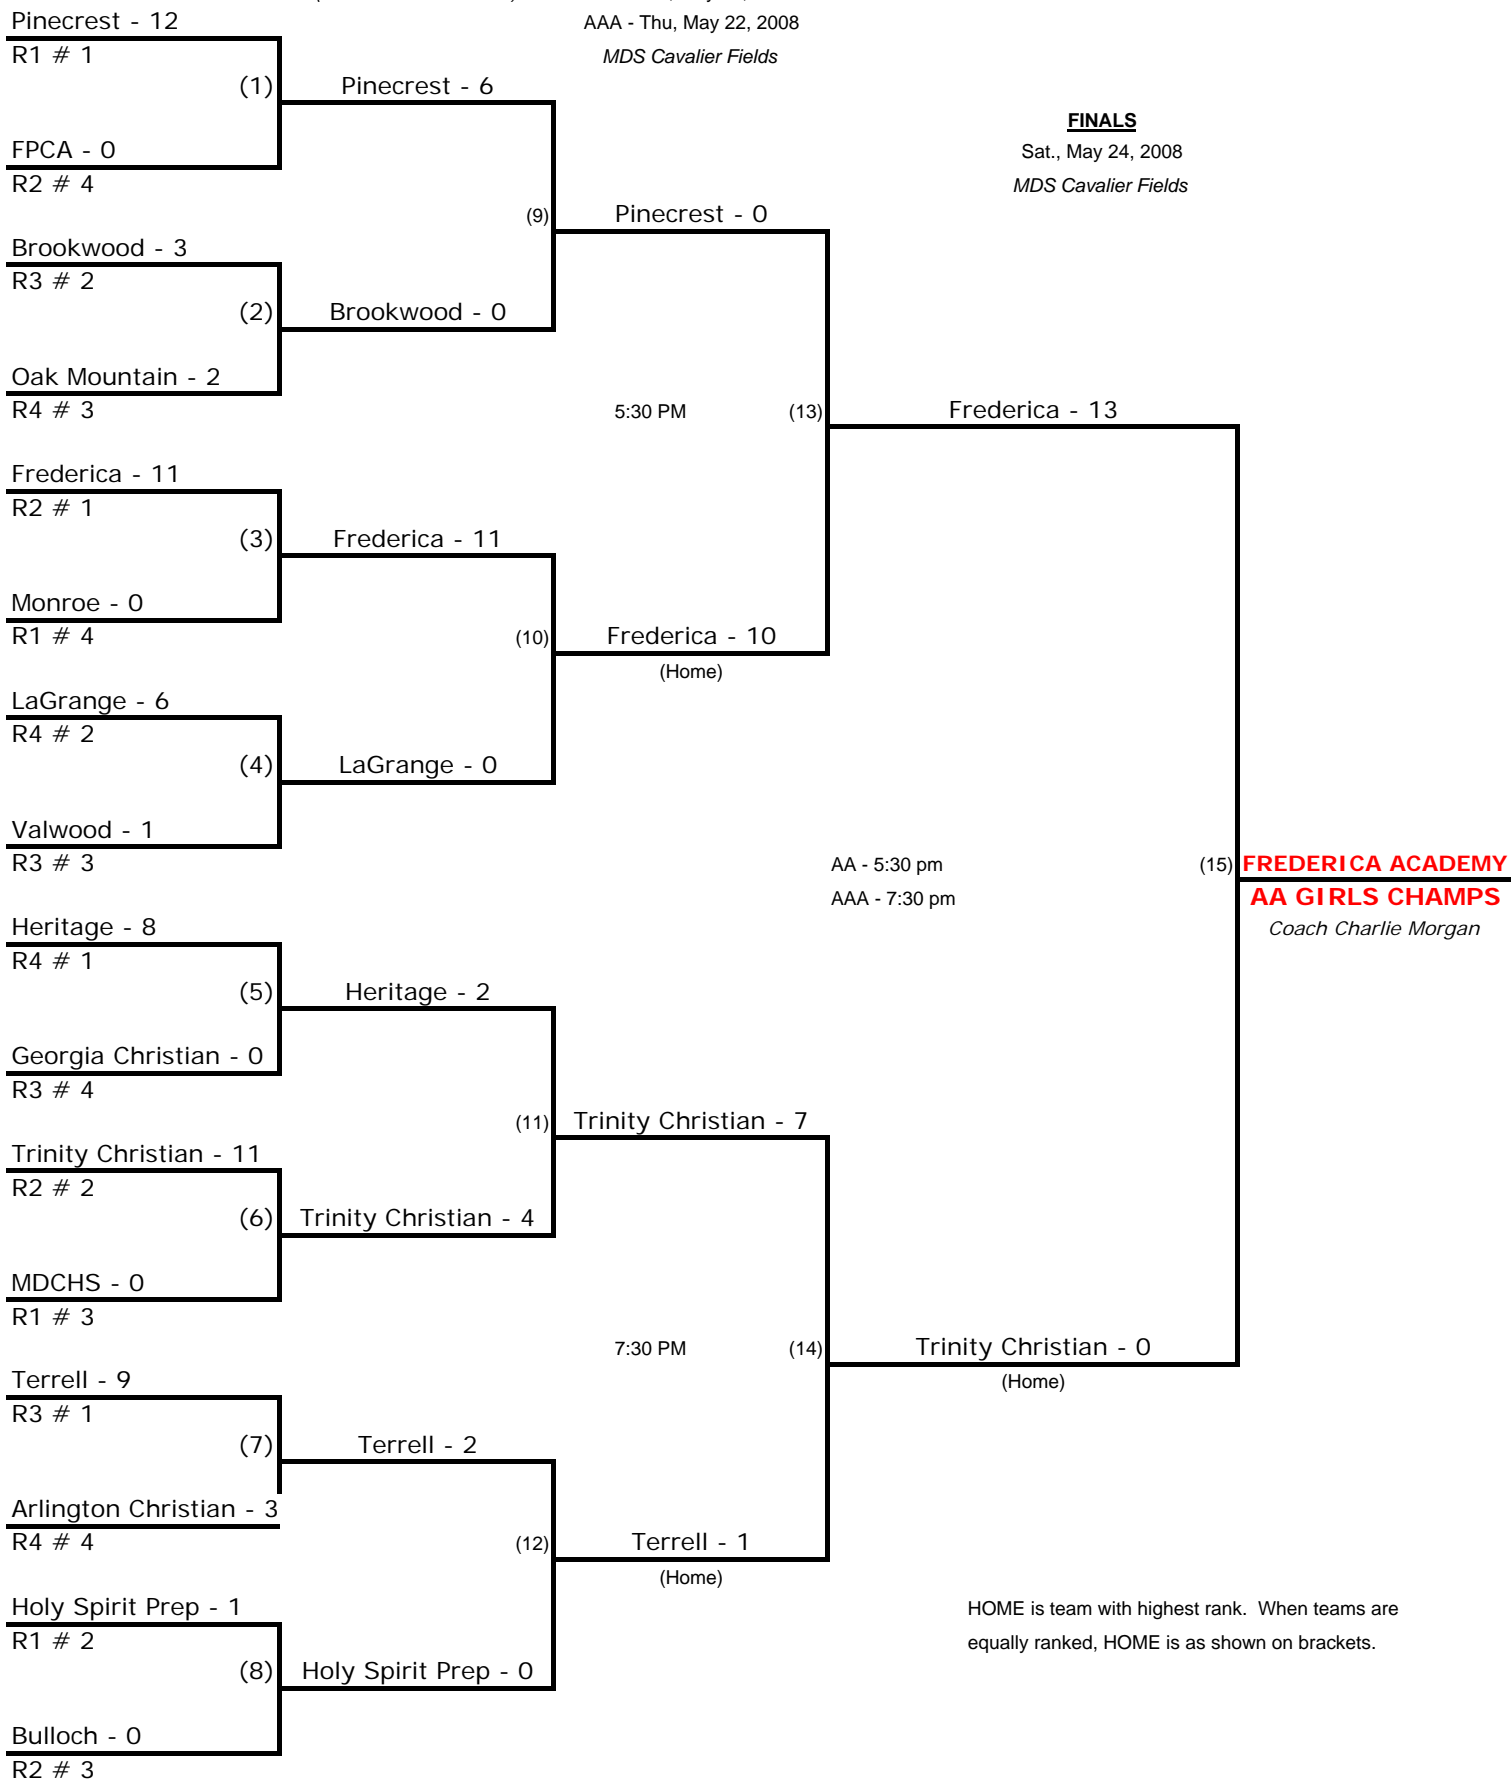 AAA - Thu, May 22, 2008
MDS Cavalier Fields
FINALS
Sat., May 24, 2008
MDS Cavalier Fields
Pinecrest - 12
R1 # 1
(1)
FPCA - 0
R2 # 4
Brookwood - 3
R3 # 2
(2)
Oak Mountain - 2
R4 # 3
Frederica - 11
R2 # 1
(3)
Monroe - 0
R1 # 4
LaGrange - 6
R4 # 2
(4)
Valwood - 1
R3 # 3
Heritage - 8
R4 # 1
(5)
Georgia Christian - 0
R3 # 4
Trinity Christian - 11
R2 # 2
(6)
MDCHS - 0
R1 # 3
Terrell - 9
R3 # 1
(7)
Arlington Christian - 3
R4 # 4
Holy Spirit Prep - 1
R1 # 2
(8)
Bulloch - 0
R2 # 3
Pinecrest - 6
(9)
Brookwood - 0
Frederica - 11
(10)
LaGrange - 0
Heritage - 2
(11)
Trinity Christian - 4
Terrell - 2
(12)
Holy Spirit Prep - 0
Pinecrest - 0
5:30 PM (13)
Frederica - 10
(Home)
Trinity Christian - 7
7:30 PM (14)
Terrell - 1
(Home)
Frederica - 13
AA - 5:30 pm
AAA - 7:30 pm
(15)
Trinity Christian - 0
(Home)
FREDERICA ACADEMY
AA GIRLS CHAMPS
Coach Charlie Morgan
HOME is team with highest rank. When teams are
equally ranked, HOME is as shown on brackets.